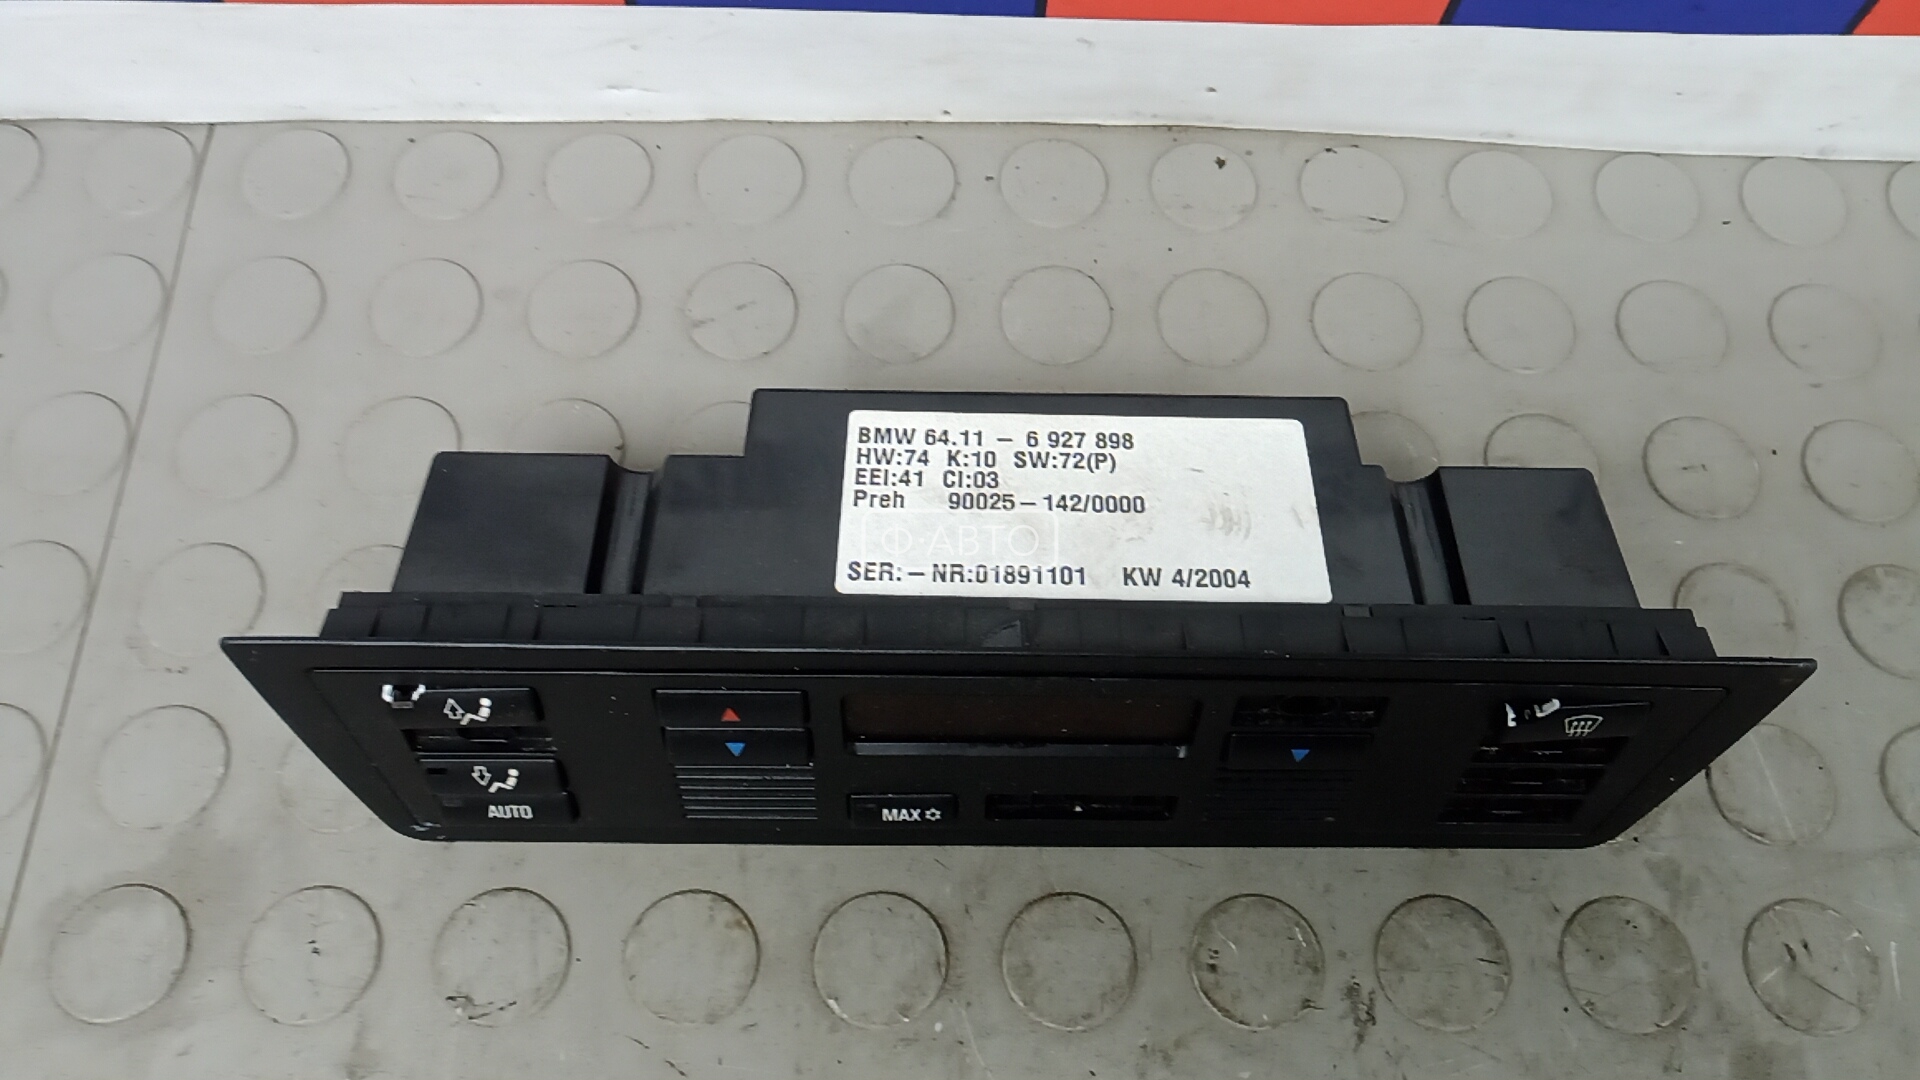 BMW 64.11 – 6 927 898
HW:74 K:10 SW:72(P)
EEI:41 CI:03
Preh 90025–142/0000
Ф·АВТО
SER:–NR:01891101 KW 4/2004
AUTO
MAX